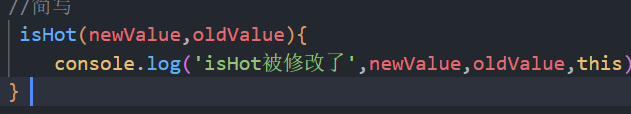 //简写
isHot(newValue,oldValue){
console.log('isHot被修改了',newValue,oldValue,this)
}